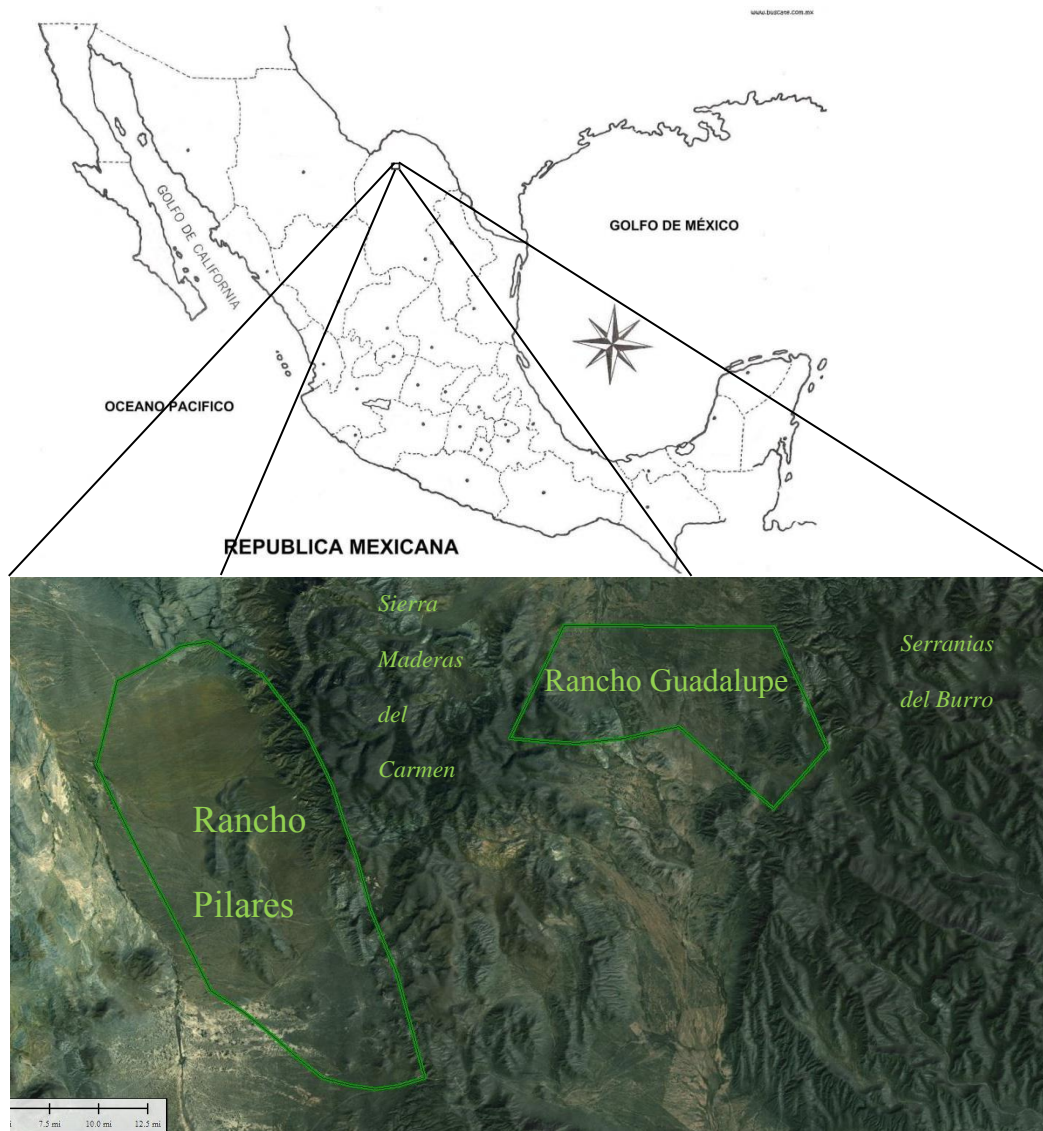 www.buscate.com.mx
GOLFO DE CALIFORNIA
GOLFO DE MÉXICO
OCEANO PACIFICO
REPUBLICA MEXICANA
Sierra
Maderas
del
Carmen
Rancho Guadalupe
Serranias
del Burro
Rancho
Pilares
7.5 mi 10.0 mi 12.5 mi